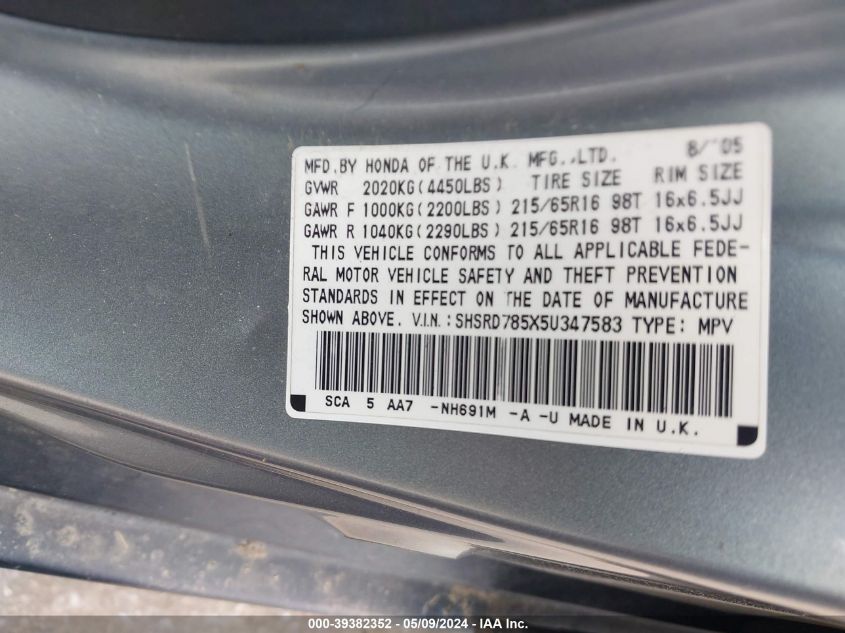 MFD.BY HONDA OF THE U.K. MFG.,LTD. 8/'05
GVWR 2020KG(4450LBS) TIRE SIZE RIM SIZE
GAWR F 1000KG(2200LBS) 215/65R16 98T 16x6.5JJ
GAWR R 1040KG(2290LBS) 215/65R16 98T 16x6.5JJ
THIS VEHICLE CONFORMS TO ALL APPLICABLE FEDE-
RAL MOTOR VEHICLE SAFETY AND THEFT PREVENTION
STANDARDS IN EFFECT ON THE DATE OF MANUFACTURE
SHOWN ABOVE. V.I.N.: SHSRD785X5U347583 TYPE: MPV
SCA 5 AA7 -NH691M -A -U MADE IN U.K.
000-39382352 - 05/09/2024 - IAA Inc.